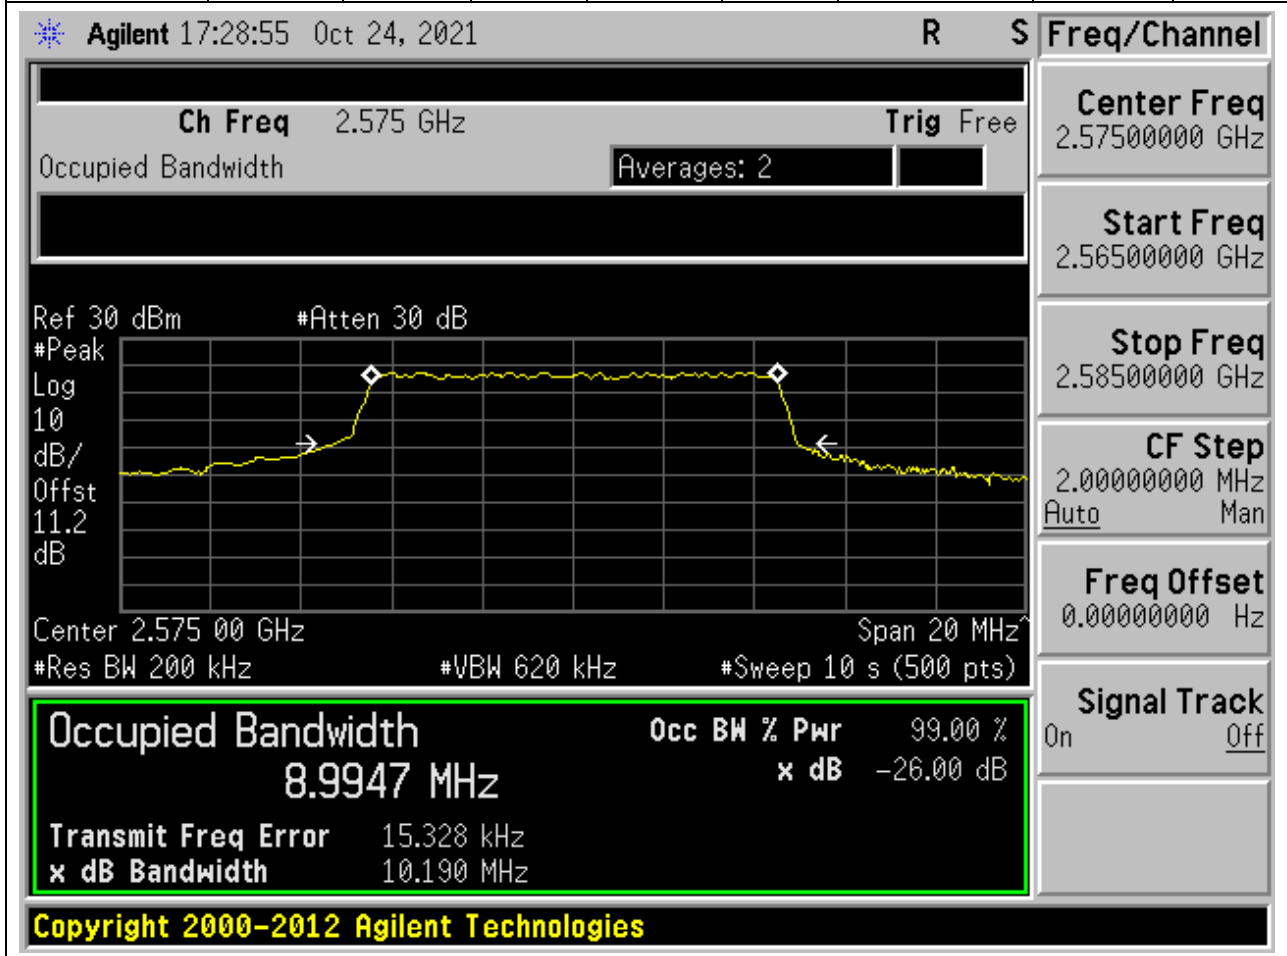 Agilent 17:28:55 Oct 24, 2021 R S Freq/Channel
Ch Freq 2.575 GHz Trig Free
Occupied Bandwidth Averages: 2
Center Freq
2.57500000 GHz
Start Freq
2.56500000 GHz
Stop Freq
2.58500000 GHz
CF Step
2.00000000 MHz
Auto Man
Freq Offset
0.00000000 Hz
Signal Track
On Off
Ref 30 dBm #Atten 30 dB
#Peak
Log
10
dB/
Offst
11.2
dB
Center 2.575 00 GHz Span 20 MHz^
#Res BW 200 kHz #VBW 620 kHz #Sweep 10 s (500 pts)
Occupied Bandwidth Occ BW % Pwr 99.00 %
8.9947 MHz x dB -26.00 dB
Transmit Freq Error 15.328 kHz
x dB Bandwidth 10.190 MHz
Copyright 2000-2012 Agilent Technologies